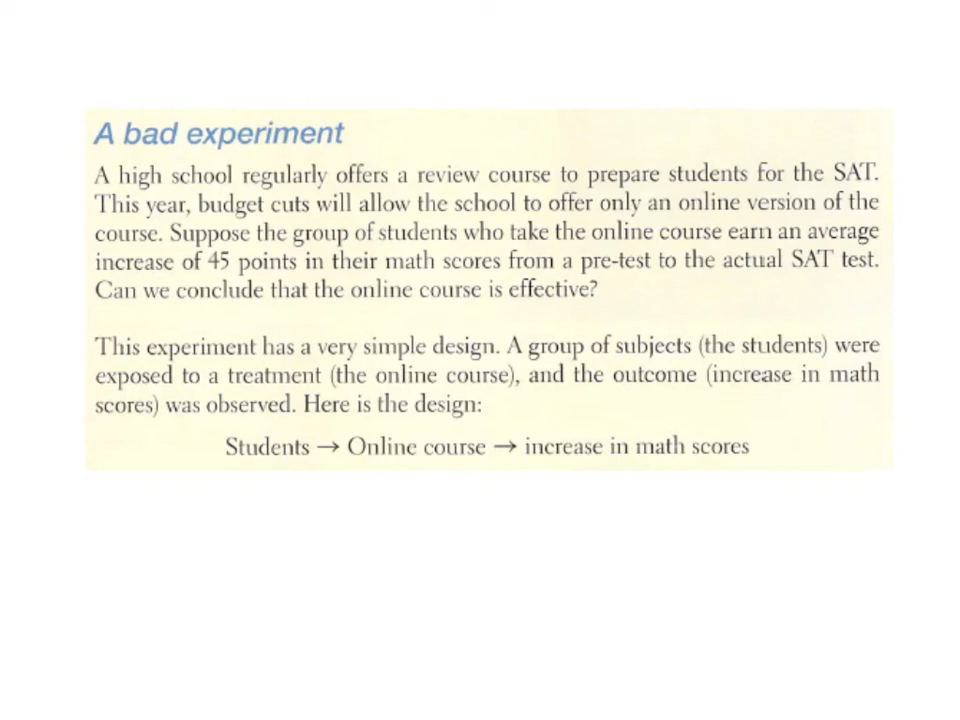 A bad experiment
A high school regularly offers a review course to prepare students for the SAT.
This year, budget cuts will allow the school to offer only an online version of the
course. Suppose the group of students who take the online course earn an average
increase of 45 points in their math scores from a pre-test to the actual SAT test.
Can we conclude that the online course is effective?
This experiment has a very simple design. A group of subjects (the students) were
exposed to a treatment (the online course), and the outcome (increase in math
scores) was observed. Here is the design:
Students → Online course → increase in math scores